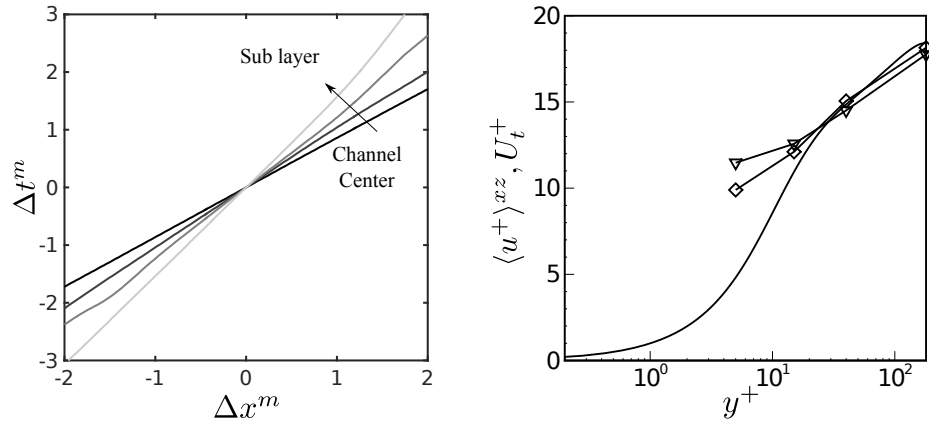 3
2
1
0
-1
-2
-3
-2
-1
0
1
2
Δt^m
Δx^m
Sub layer
Channel
Center
20
15
10
5
0
10^0
10^1
10^2
⟨u^+⟩^{xz}, U_t^+
y^+